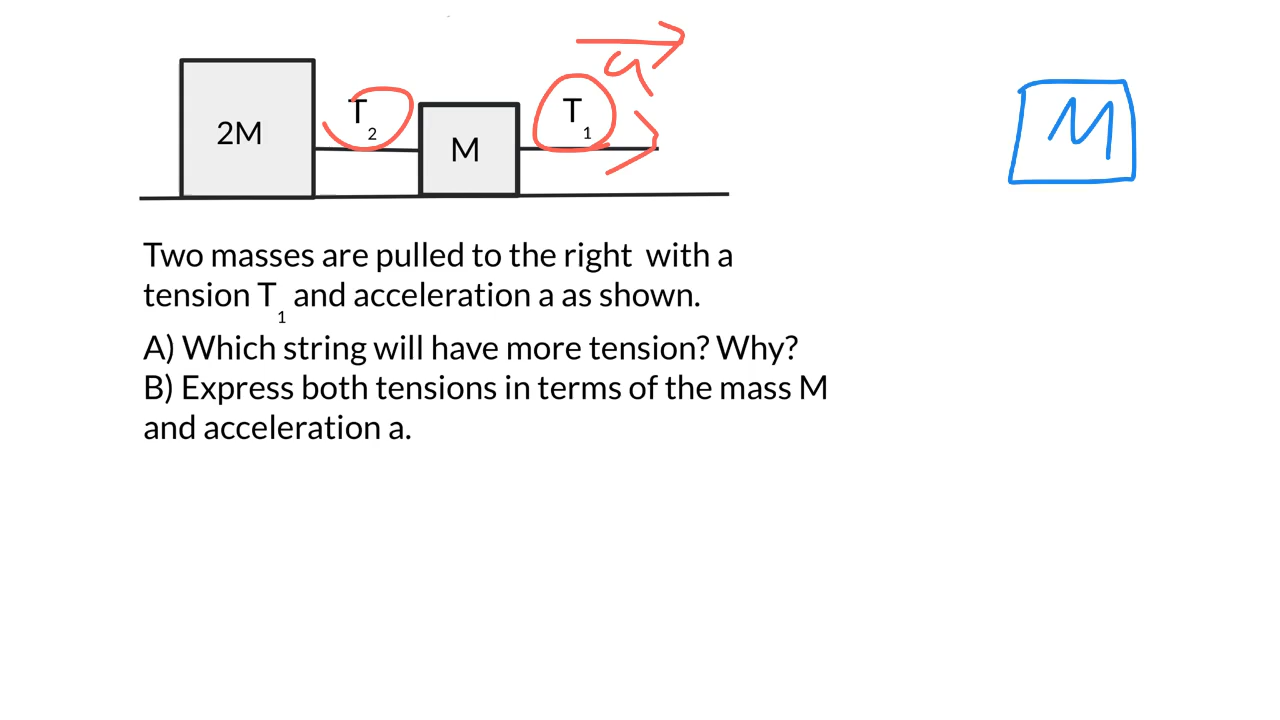 a
2M
T2
M
T1
M
Two masses are pulled to the right with a
tension T1 and acceleration a as shown.
A) Which string will have more tension? Why?
B) Express both tensions in terms of the mass M
and acceleration a.